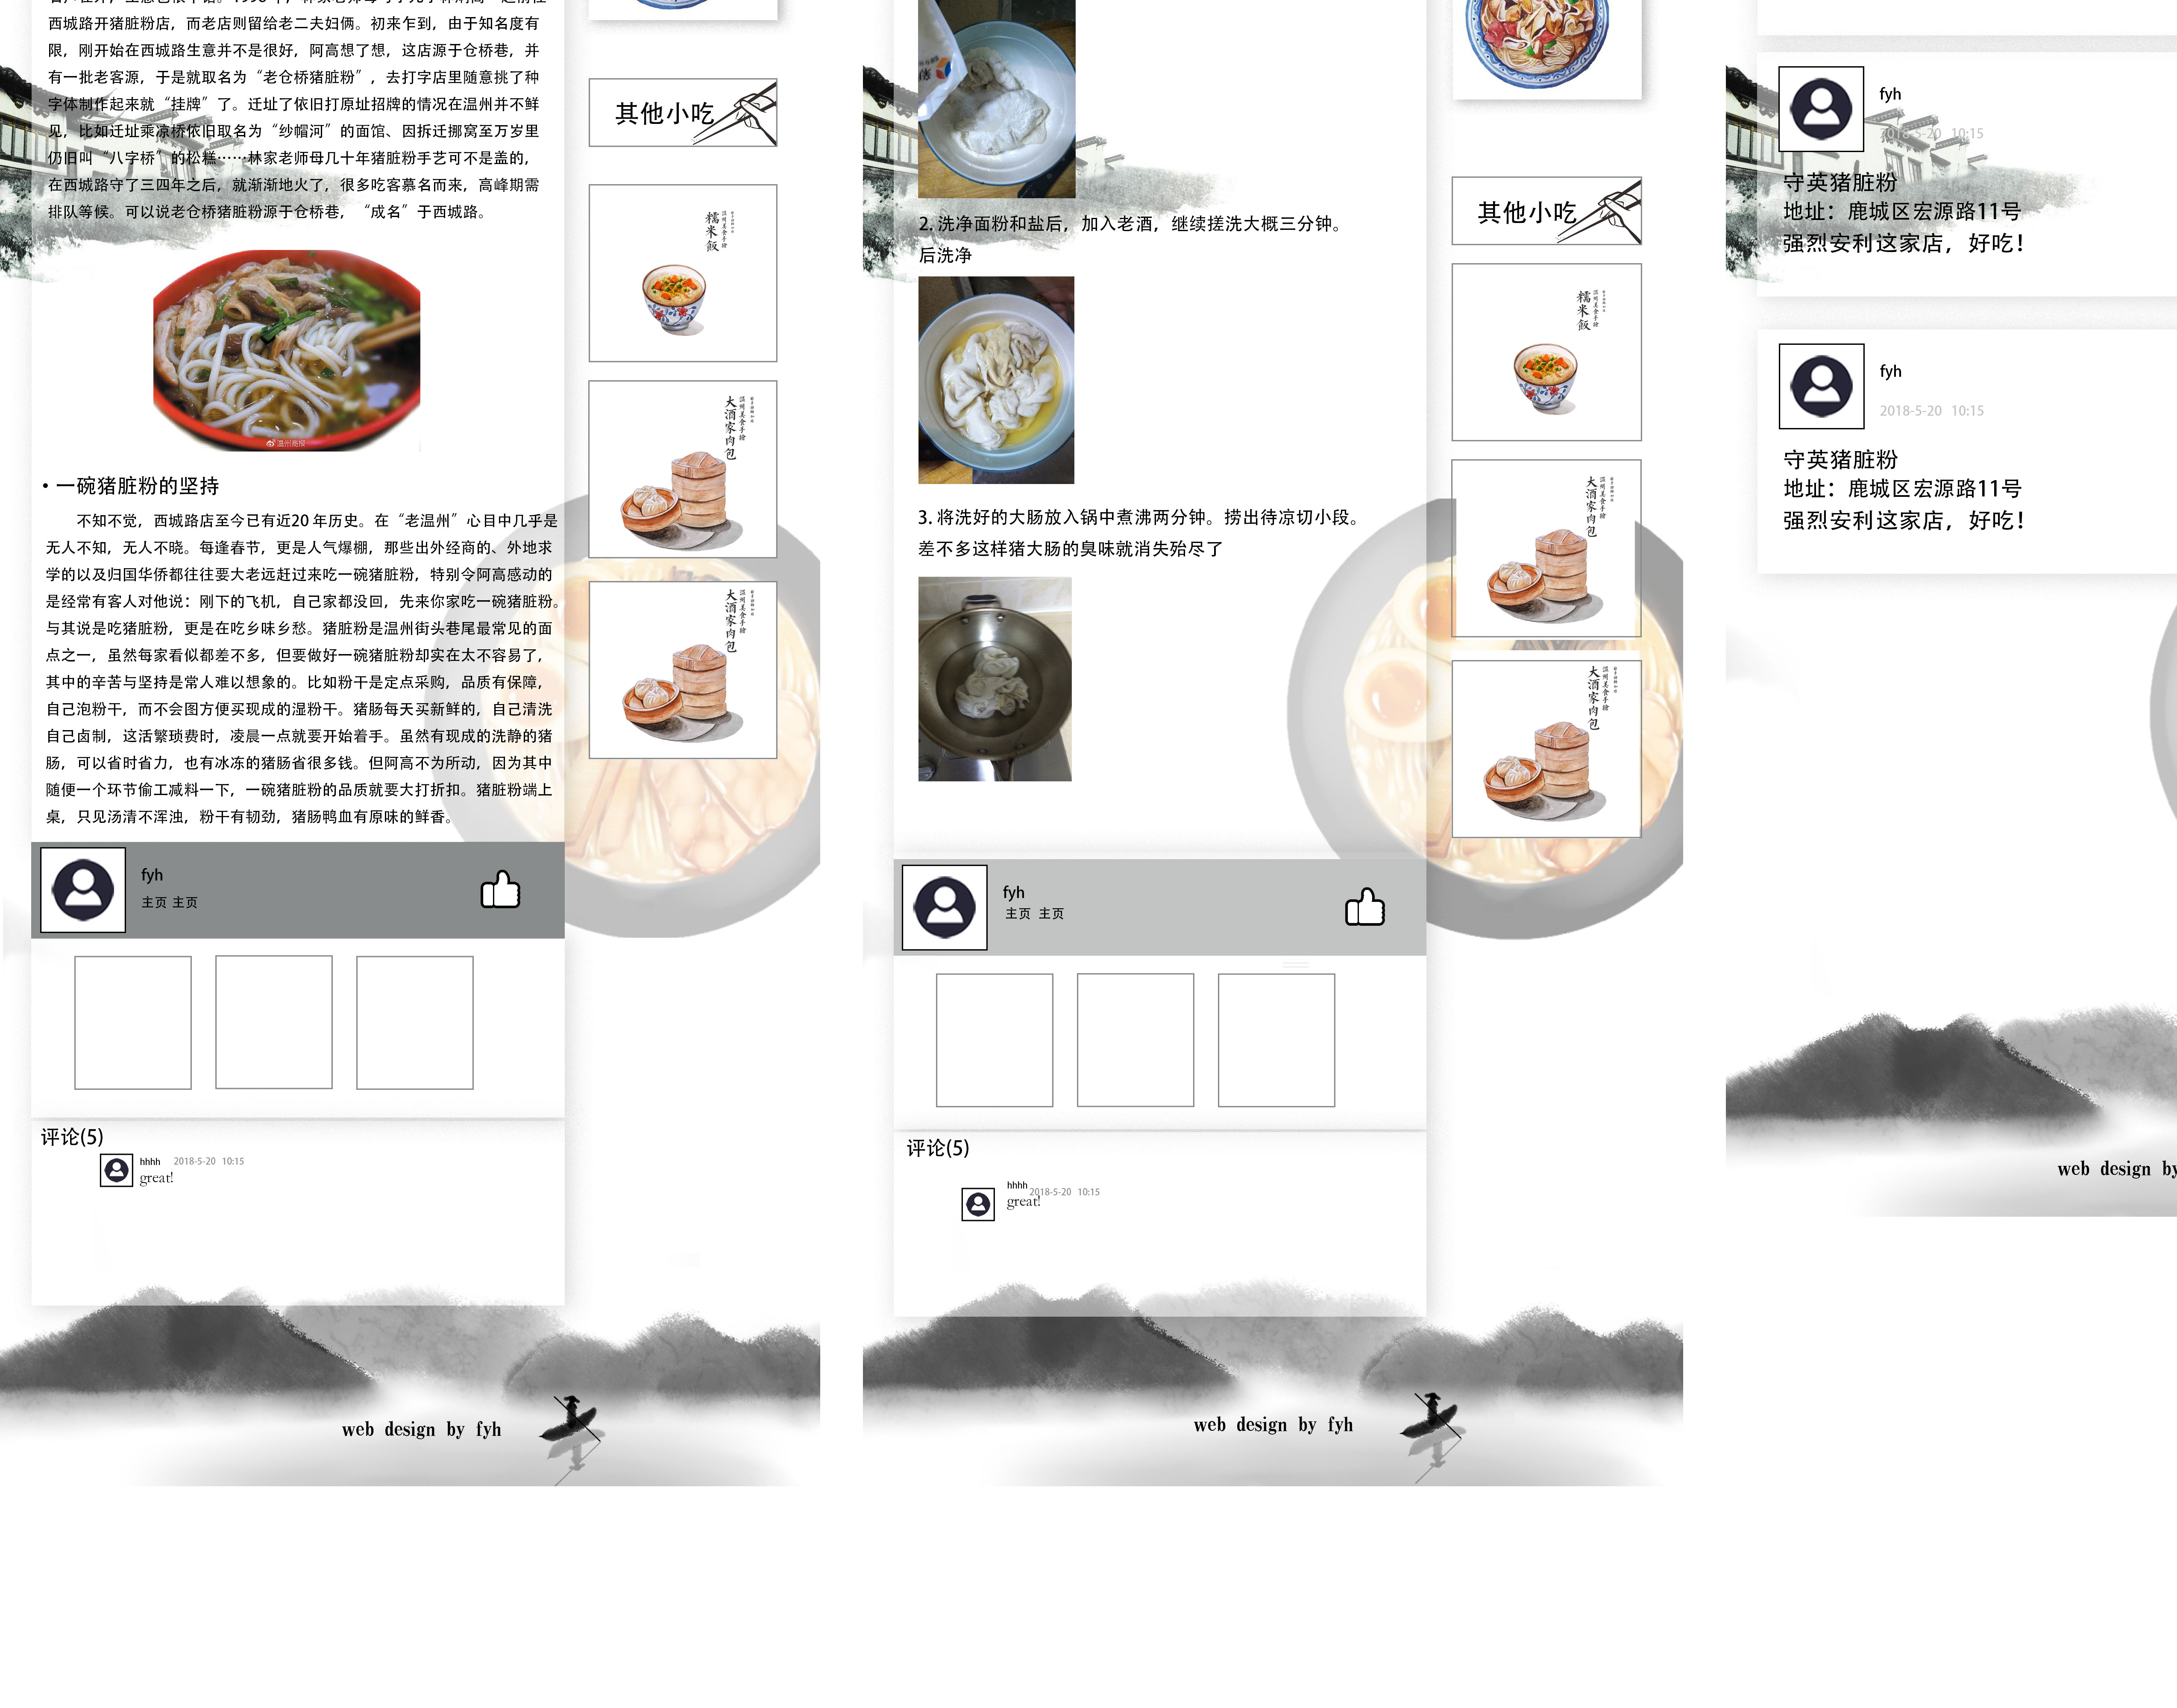 西城路开猪脏粉店，而老店则留给老二夫妇俩。初来乍到，由于知名度有
限，刚开始在西城路生意并不是很好，阿高想了想，这店源于仓桥巷，并
有一批老客源，于是就取名为“老仓桥猪脏粉”，去打字店里随意挑了种
字体制作起来就“挂牌”了。迁址了依旧打原址招牌的情况在温州并不鲜
见，比如迁址乘凉桥依旧取名为“纱帽河”的面馆、因拆迁挪窝至万岁里
仍旧叫“八字桥”的松糕……林家老师母几十年猪脏粉手艺可不是盖的，
在西城路守了三四年之后，就渐渐地火了，很多吃客慕名而来，高峰期需
排队等候。可以说老仓桥猪脏粉源于仓桥巷，“成名”于西城路。
温州商报
·一碗猪脏粉的坚持
不知不觉，西城路店至今已有近20年历史。在“老温州”心目中几乎是
无人不知，无人不晓。每逢春节，更是人气爆棚，那些出外经商的、外地求
学的以及归国华侨都往往要大老远赶过来吃一碗猪脏粉，特别令阿高感动的
是经常有客人对他说：刚下的飞机，自己家都没回，先来你家吃一碗猪脏粉。
与其说是吃猪脏粉，更是在吃乡味乡愁。猪脏粉是温州街头巷尾最常见的面
点之一，虽然每家看似都差不多，但要做好一碗猪脏粉却实在太不容易了，
其中的辛苦与坚持是常人难以想象的。比如粉干是定点采购，品质有保障，
自己泡粉干，而不会图方便买现成的湿粉干。猪肠每天买新鲜的，自己清洗
自己卤制，这活繁琐费时，凌晨一点就要开始着手。虽然有现成的洗静的猪
肠，可以省时省力，也有冰冻的猪肠省很多钱。但阿高不为所动，因为其中
随便一个环节偷工减料一下，一碗猪脏粉的品质就要大打折扣。猪脏粉端上
桌，只见汤清不浑浊，粉干有韧劲，猪肠鸭血有原味的鲜香。
fyh
主页 主页
评论(5)
hhhh 2018-5-20 10:15
great!
web design by fyh
其他小吃
糯米飯
温州美食手繪
大酒家肉包
温州美食手繪
大酒家肉包
温州美食手繪
2.洗净面粉和盐后，加入老酒，继续搓洗大概三分钟。
后洗净
3.将洗好的大肠放入锅中煮沸两分钟。捞出待凉切小段。
差不多这样猪大肠的臭味就消失殆尽了
fyh
主页 主页
评论(5)
hhhh
2018-5-20 10:15
great!
web design by fyh
其他小吃
糯米飯
温州美食手繪
大酒家肉包
温州美食手繪
大酒家肉包
温州美食手繪
fyh
2018-5-20 10:15
守英猪脏粉
地址：鹿城区宏源路11号
强烈安利这家店，好吃！
fyh
2018-5-20 10:15
守英猪脏粉
地址：鹿城区宏源路11号
强烈安利这家店，好吃！
web design by